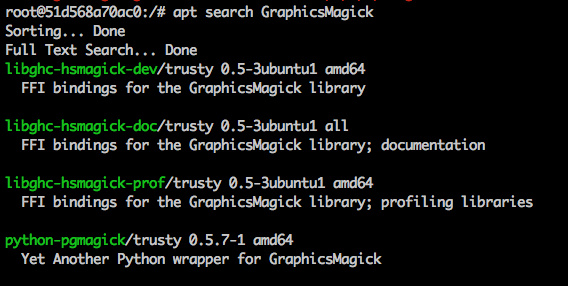 root@51d568a70ac0:/# apt search GraphicsMagick
Sorting... Done
Full Text Search... Done
libghc-hsmagick-dev/trusty 0.5-3ubuntu1 amd64
  FFI bindings for the GraphicsMagick library

libghc-hsmagick-doc/trusty 0.5-3ubuntu1 all
  FFI bindings for the GraphicsMagick library; documentation

libghc-hsmagick-prof/trusty 0.5-3ubuntu1 amd64
  FFI bindings for the GraphicsMagick library; profiling libraries

python-pgmagick/trusty 0.5.7-1 amd64
  Yet Another Python wrapper for GraphicsMagick